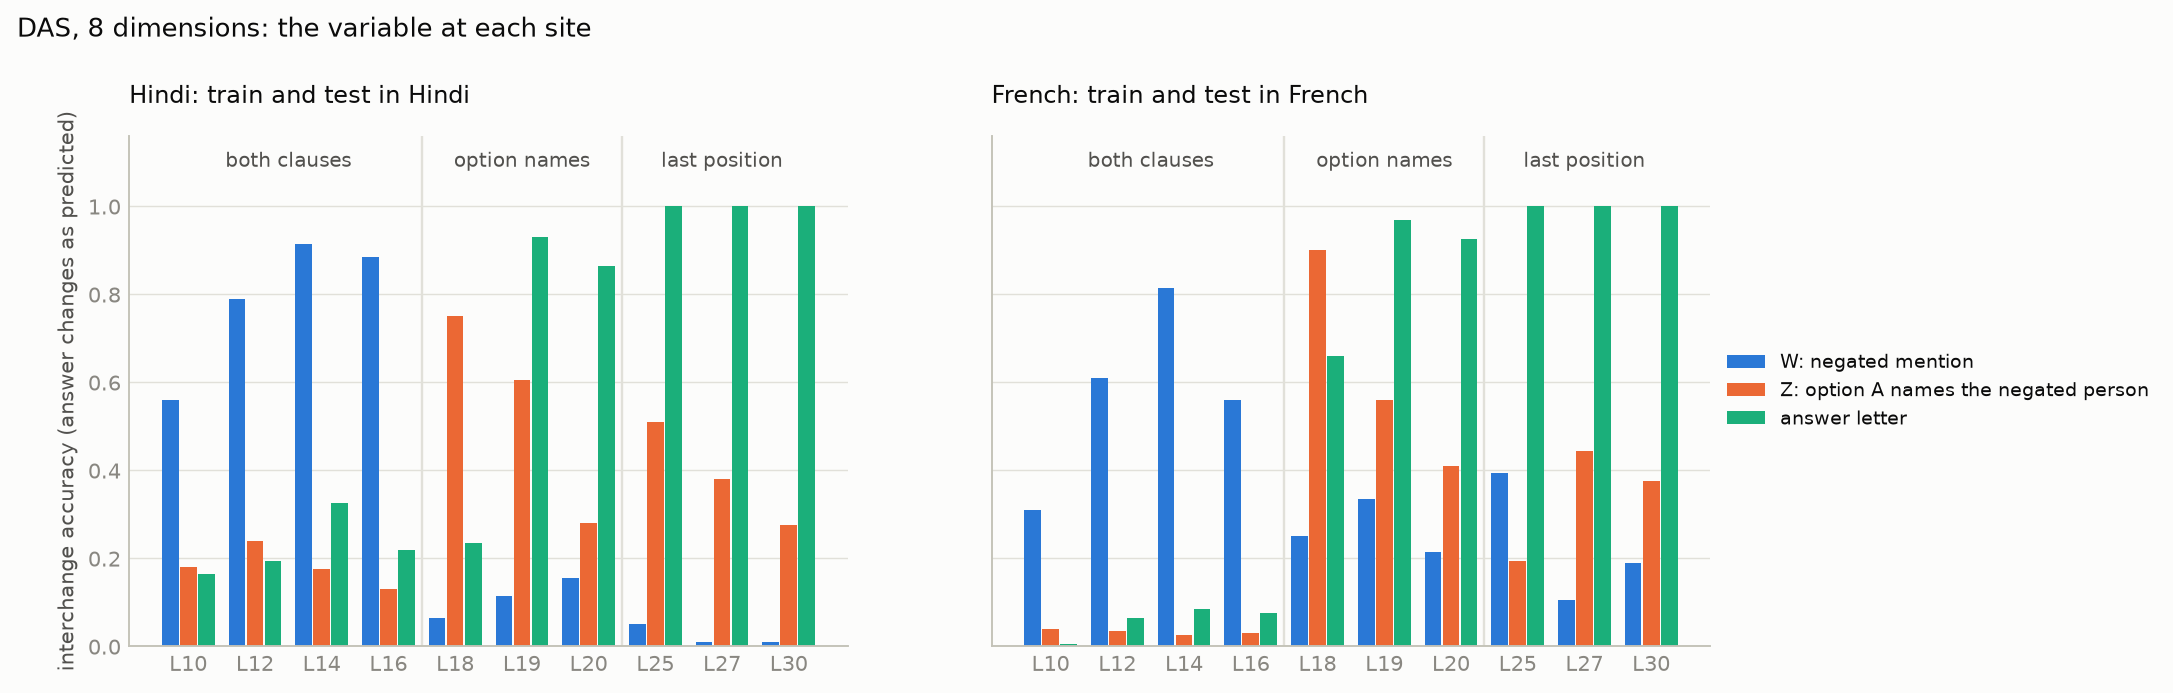 DAS, 8 dimensions: the variable at each site
Hindi: train and test in Hindi
interchange accuracy (answer changes as predicted)
both clauses
option names
last position
1.0
0.8
0.6
0.4
0.2
0.0
L10 L12 L14 L16 L18 L19 L20 L25 L27 L30
French: train and test in French
both clauses
option names
last position
L10 L12 L14 L16 L18 L19 L20 L25 L27 L30
W: negated mention
Z: option A names the negated person
answer letter